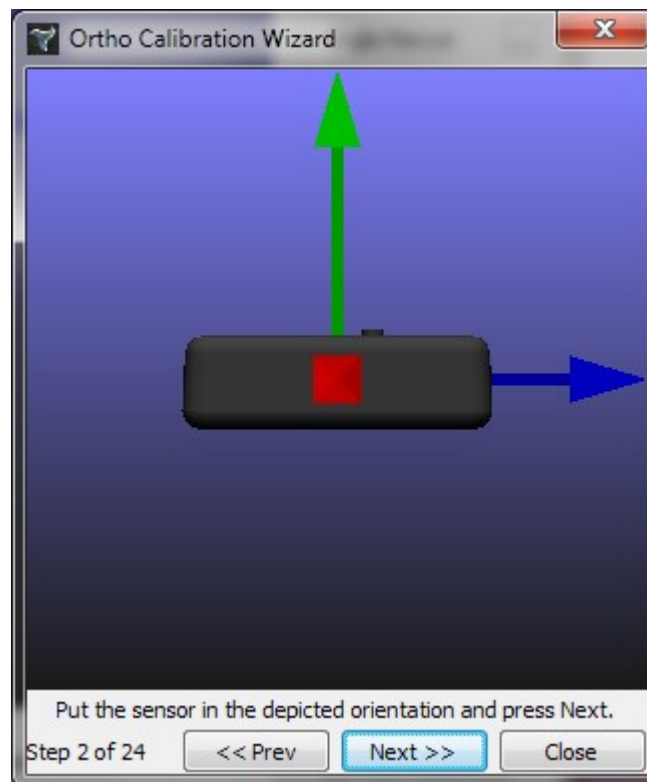 Ortho Calibration Wizard
Put the sensor in the depicted orientation and press Next.
Step 2 of 24
<< Prev
Next >>
Close